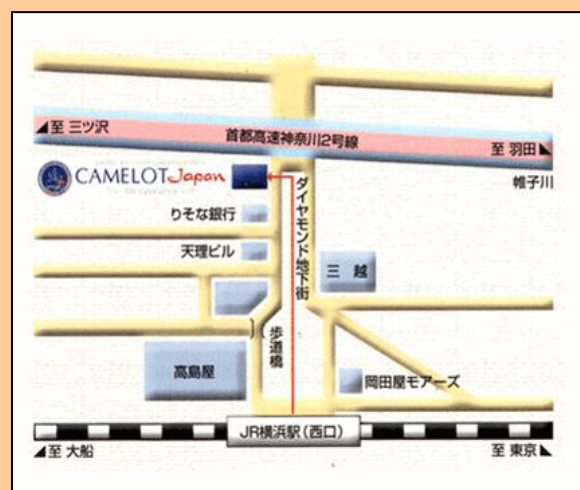 至 三ツ沢
首都高速神奈川2号線
至 羽田
帷子川
CAMELOT Japan
りそな銀行
天理ビル
ダイヤモンド地下街
三 越
歩道橋
高島屋
岡田屋モアーズ
JR横浜駅(西口)
至 大船
至 東京